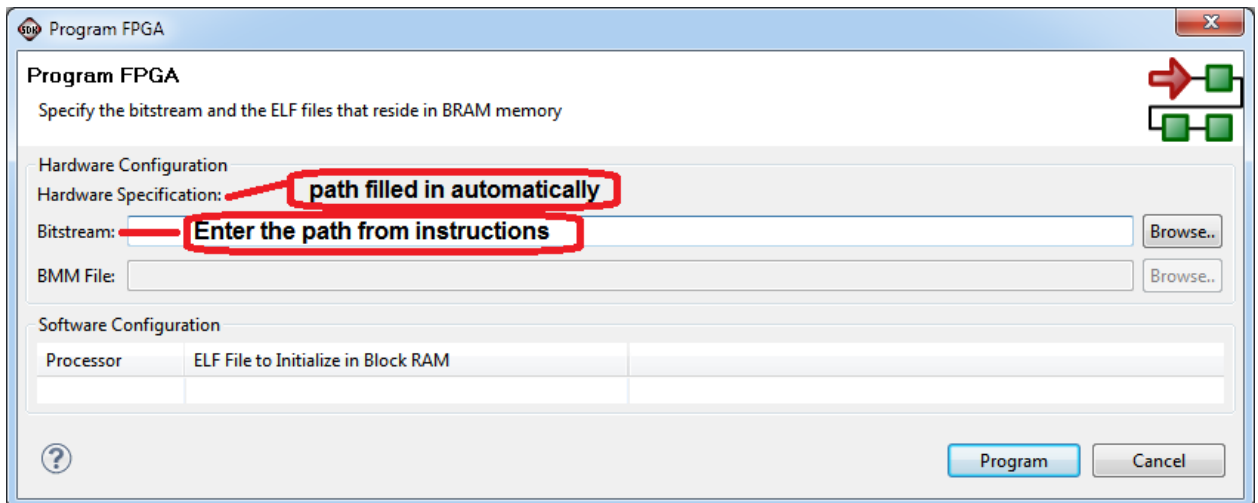 SDK Program FPGA
Program FPGA
Specify the bitstream and the ELF files that reside in BRAM memory
Hardware Configuration
Hardware Specification: path filled in automatically
Bitstream: Enter the path from instructions Browse..
BMM File: Browse..
Software Configuration
Processor ELF File to Initialize in Block RAM
? Program Cancel